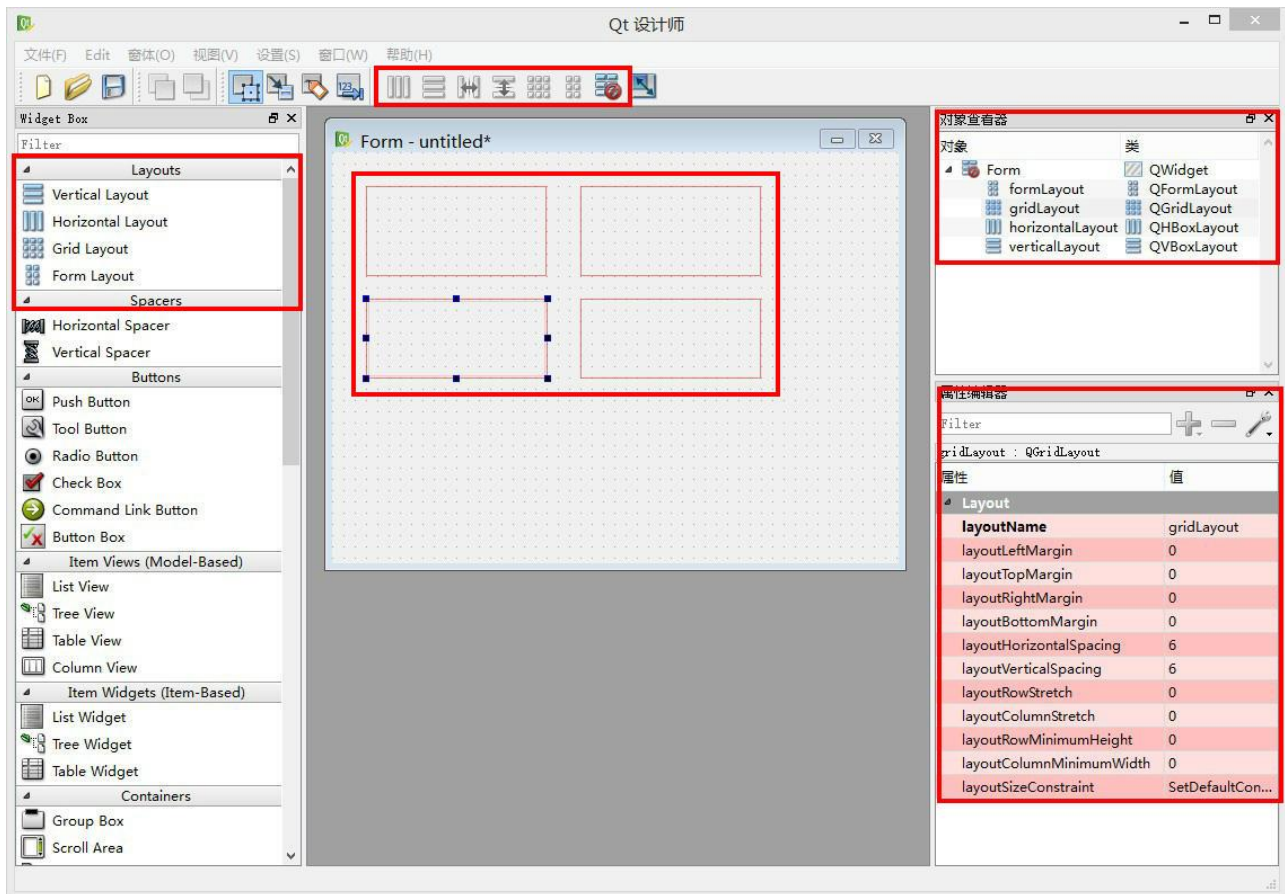 Qt 设计师
文件(F) Edit 窗体(O) 视图(V) 设置(S) 窗口(W) 帮助(H)
Widget Box
Filter
Layouts
Vertical Layout
Horizontal Layout
Grid Layout
Form Layout
Spacers
Horizontal Spacer
Vertical Spacer
Buttons
Push Button
Tool Button
Radio Button
Check Box
Command Link Button
Button Box
Item Views (Model-Based)
List View
Tree View
Table View
Column View
Item Widgets (Item-Based)
List Widget
Tree Widget
Table Widget
Containers
Group Box
Scroll Area
Form - untitled*
对象查看器
对象 类
Form QWidget
formLayout QFormLayout
gridLayout QGridLayout
horizontalLayout QHBoxLayout
verticalLayout QVBoxLayout
属性编辑器
Filter
gridLayout : QGridLayout
属性 值
Layout
layoutName gridLayout
layoutLeftMargin 0
layoutTopMargin 0
layoutRightMargin 0
layoutBottomMargin 0
layoutHorizontalSpacing 6
layoutVerticalSpacing 6
layoutRowStretch 0
layoutColumnStretch 0
layoutRowMinimumHeight 0
layoutColumnMinimumWidth 0
layoutSizeConstraint SetDefaultCon...